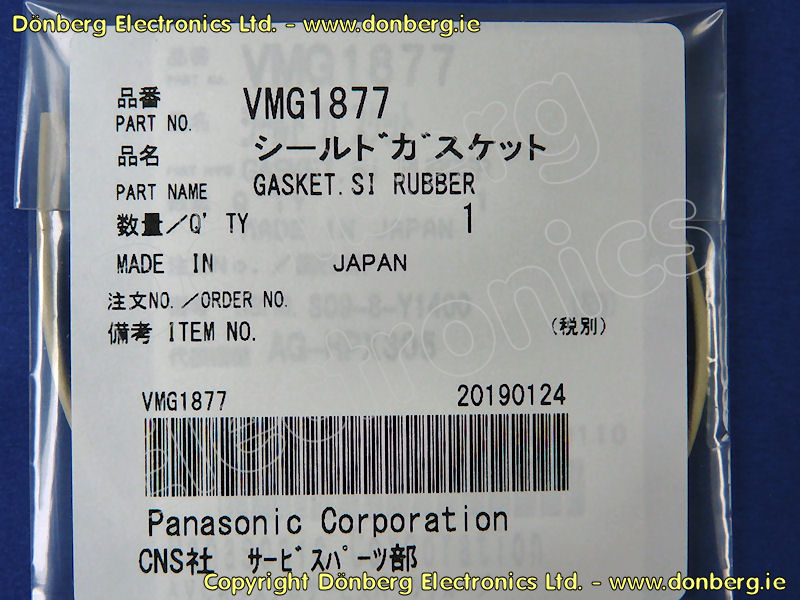 Dönberg Electronics Ltd. - www.donberg.ie
品番 VMG1877
PART NO.
品名 シールドガスケット
PART NAME GASKET.SI RUBBER
数量/Q'TY 1
MADE IN JAPAN
注文NO./ORDER NO.
備考 ITEM NO. (税別)
VMG1877 20190124
Panasonic Corporation
CNS社 サービスパーツ部
Copyright Dönberg Electronics Ltd. - www.donberg.ie